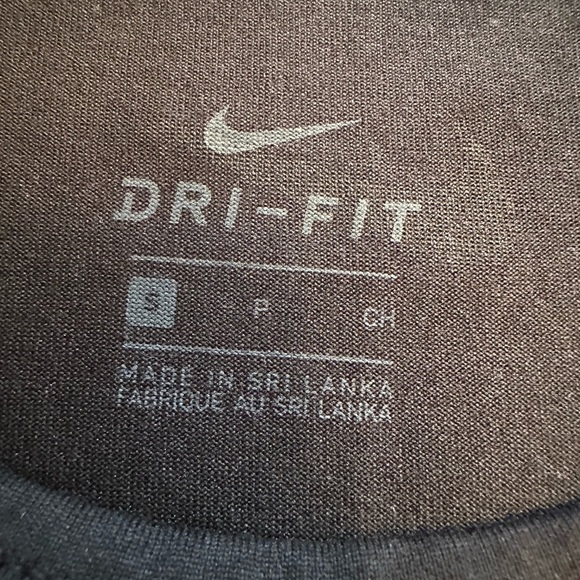 DRI-FIT
S P CH
MADE IN SRI LANKA
FABRIQUE AU SRI LANKA